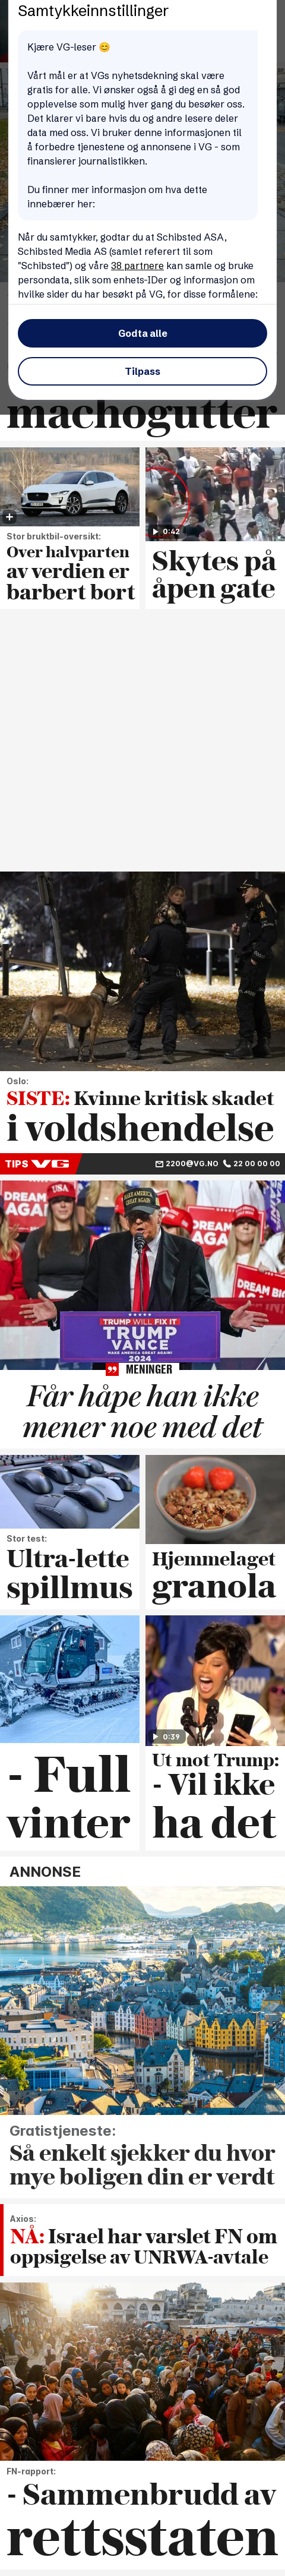 Samtykkeinnstillinger
Kjære VG-leser 😊
Vårt mål er at VGs nyhetsdekning skal være
gratis for alle. Vi ønsker også å gi deg en så god
opplevelse som mulig hver gang du besøker oss.
Det klarer vi bare hvis du og andre lesere deler
data med oss. Vi bruker denne informasjonen til
å forbedre tjenestene og annonsene i VG - som
finansierer journalistikken.
Du finner mer informasjon om hva dette
innebærer her:
Når du samtykker, godtar du at Schibsted ASA,
Schibsted Media AS (samlet referert til som
"Schibsted") og våre 38 partnere kan samle og bruke
persondata, slik som enhets-IDer og informasjon om
hvilke sider du har besøkt på VG, for disse formålene:
Godta alle
Tilpass
machogutter
0:42
Stor bruktbil-oversikt:
Over halvparten
av verdien er
barbert bort
Skytes på
åpen gate
Oslo:
SISTE: Kvinne kritisk skadet
i voldshendelse
TIPS VG 2200@VG.NO 22 00 00 00
USA
MAKE AMERICA GREAT AGAIN!
DREAM BIG AGAIN!
TRUMP WILL FIX IT
TRUMP
VANCE
MAKE AMERICA GREAT AGAIN!
2024
MENINGER
Får håpe han ikke
mener noe med det
Stor test:
Ultra-lette
spillmus
Hjemmelaget
granola
- Full
vinter
0:39
Ut mot Trump:
- Vil ikke
ha det
ANNONSE
Gratistjeneste:
Så enkelt sjekker du hvor
mye boligen din er verdt
Axios:
NÅ: Israel har varslet FN om
oppsigelse av UNRWA-avtale
FN-rapport:
- Sammenbrudd av
rettsstaten